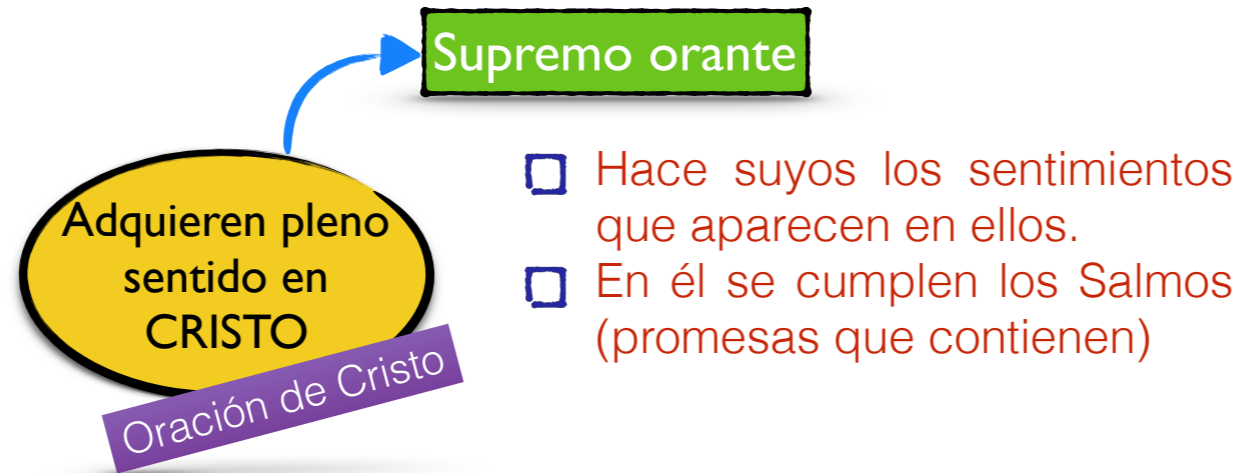 Supremo orante
Adquieren pleno
sentido en
CRISTO
Oración de Cristo
Hace suyos los sentimientos
que aparecen en ellos.
En él se cumplen los Salmos
(promesas que contienen)